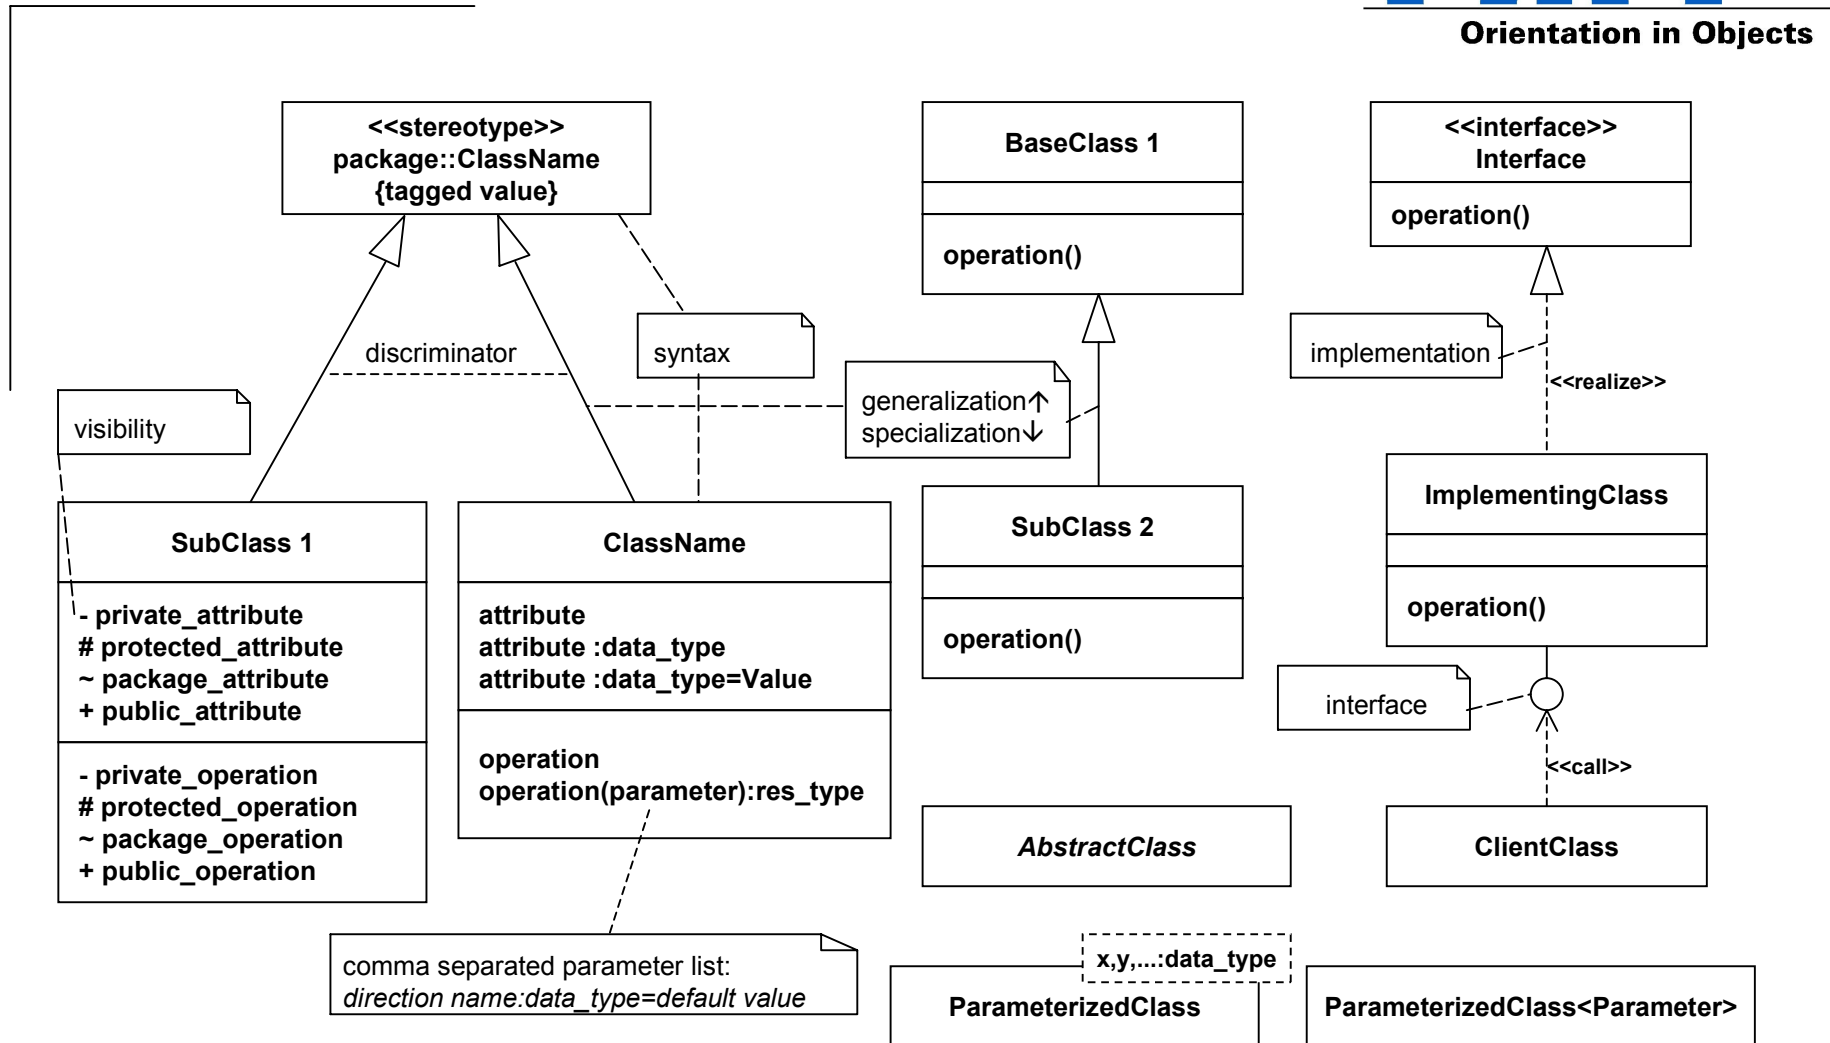 Orientation in Objects
<<stereotype>>
package::ClassName
{tagged value}
BaseClass 1
operation()
<<interface>>
Interface
operation()
discriminator
syntax
generalization↑
specialization↓
implementation
<<realize>>
visibility
SubClass 1
- private_attribute
# protected_attribute
~ package_attribute
+ public_attribute
- private_operation
# protected_operation
~ package_operation
+ public_operation
ClassName
attribute
attribute :data_type
attribute :data_type=Value
operation
operation(parameter):res_type
SubClass 2
operation()
ImplementingClass
operation()
interface
<<call>>
AbstractClass
ClientClass
comma separated parameter list:
direction name:data_type=default value
x,y,...:data_type
ParameterizedClass
ParameterizedClass<Parameter>